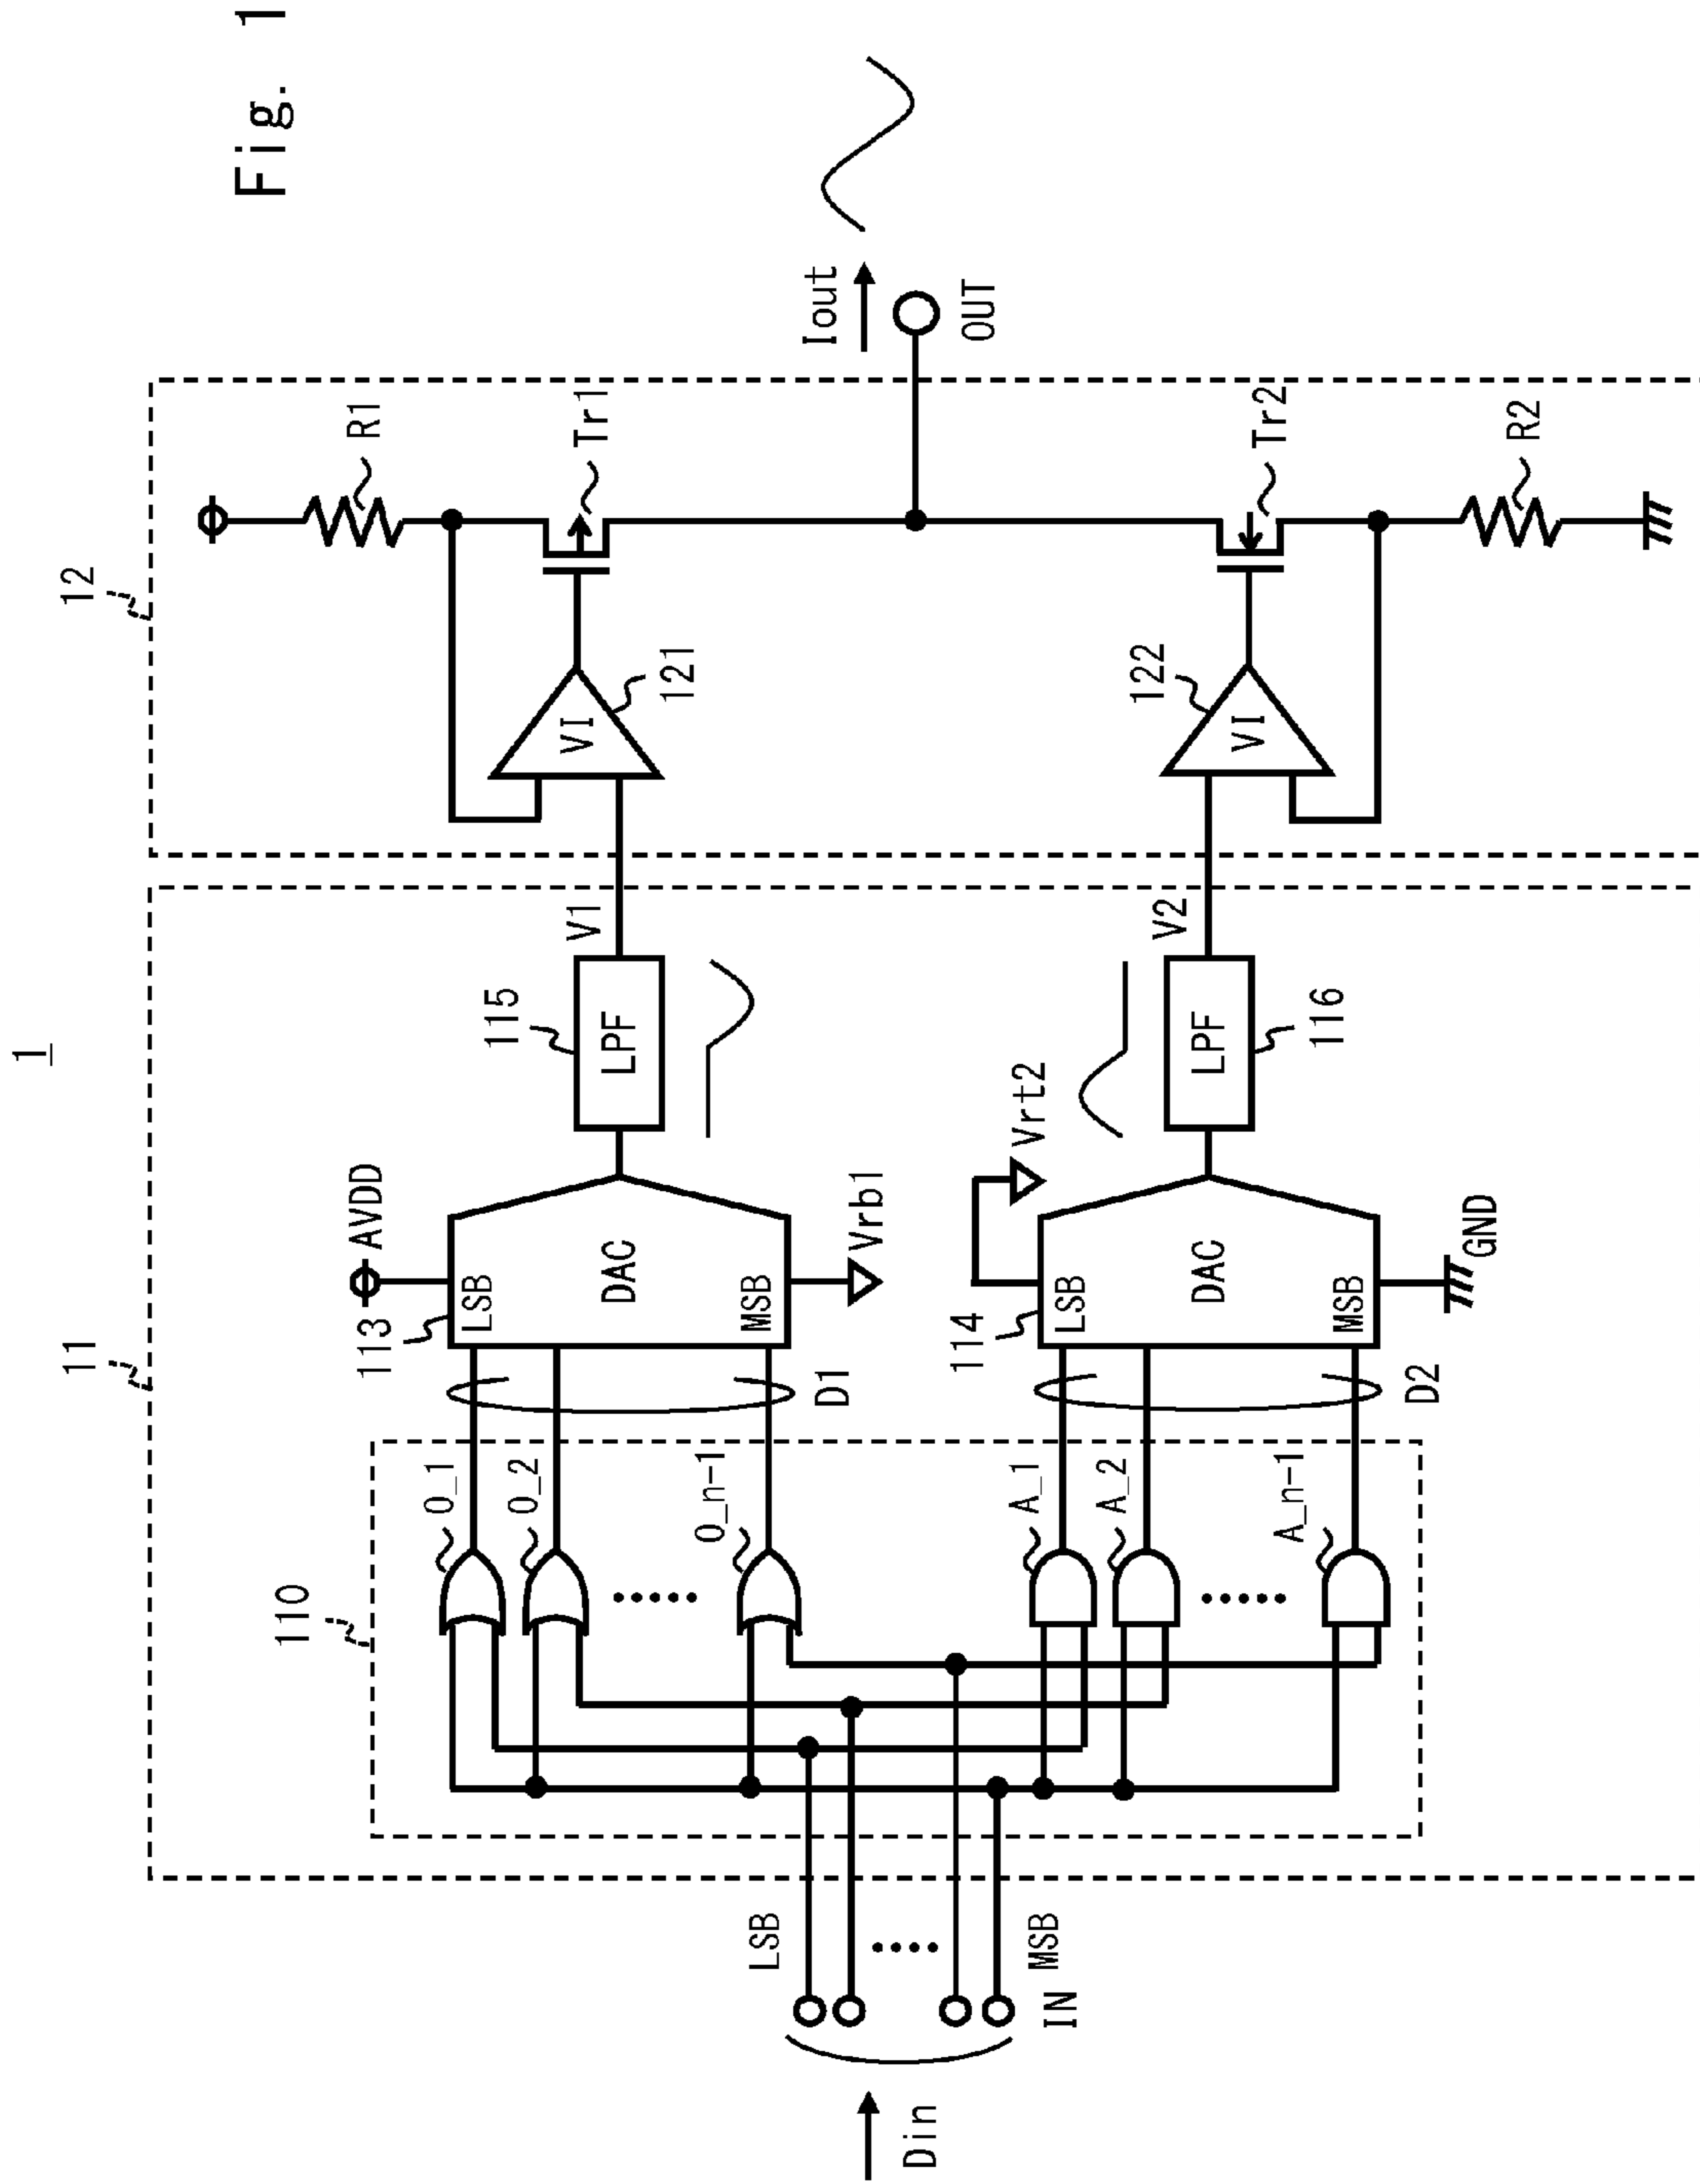 Fig. 1
1
11
12
110
O_1
O_2
O_n-1
A_1
A_2
A_n-1
LSB
MSB
IN
Din
D1
D2
113
AVDD
LSB
DAC
MSB
Vrb1
114
Vrt2
LSB
DAC
MSB
GND
115
LPF
V1
116
LPF
V2
VI
121
VI
122
R1
Tr1
Tr2
R2
Iout
OUT